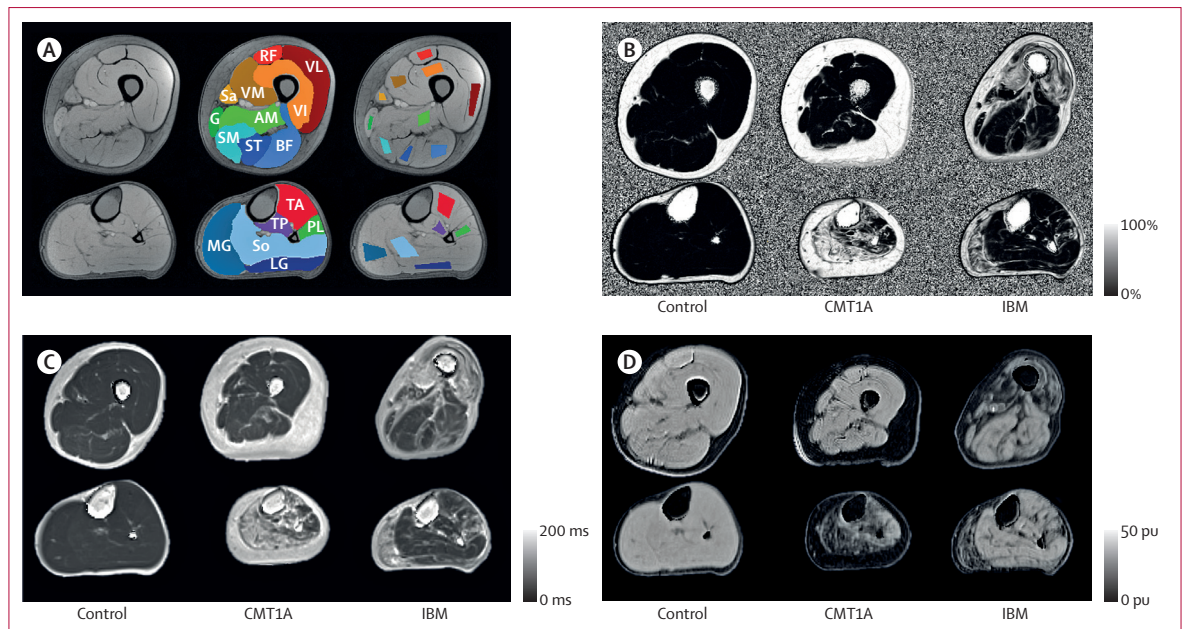 A
RF
VL
Sa
VM
VI
G
AM
SM
ST
BF
TA
TP
PL
MG
So
LG
B
100%
0%
Control
CMT1A
IBM
C
200 ms
0 ms
Control
CMT1A
IBM
D
50 pu
0 pu
Control
CMT1A
IBM